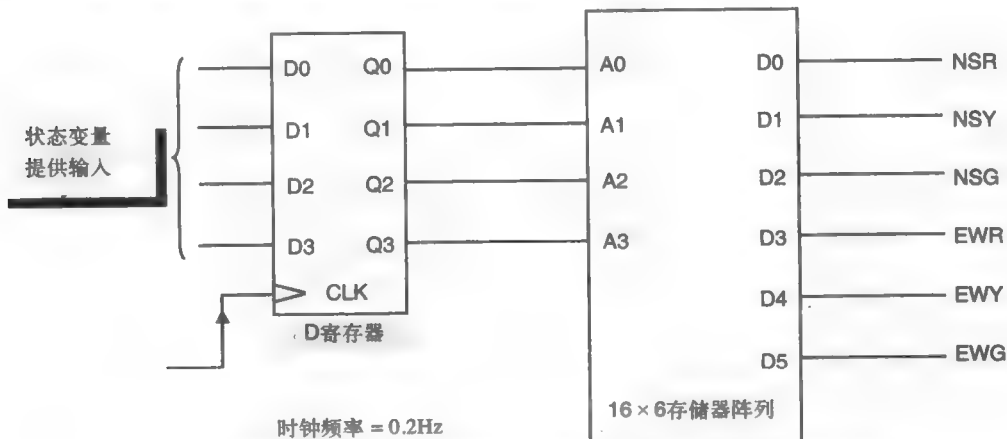 状态变量
提供输入
D0
D1
D2
D3
Q0
Q1
Q2
Q3
CLK
D寄存器
时钟频率 = 0.2Hz
A0
A1
A2
A3
D0
D1
D2
D3
D4
D5
16×6存储器阵列
NSR
NSY
NSG
EWR
EWY
EWG